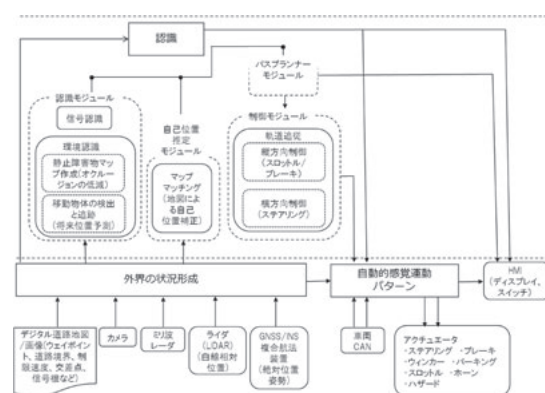 認識
パスプランナー
モジュール
認識モジュール
信号認識
環境認識
静止障害物マッ
プ作成(オクルー
ジョンの低減)
移動物体の検出
と追跡
(将来位置予測)
自己位置
推定
モジュール
マップ
マッチング
(地図によ
る自己
位置補正)
制御モジュール
軌道追従
縦方向制御
(スロットル/
ブレーキ)
横方向制御
(ステアリング)
外界の状況形成
自動的感覚運動
パターン
HMI
(ディスプレイ,
スイッチ)
デジタル道路地図
/画像(ウェイポイ
ント、道路境界、制
限速度、交差点、
信号機など)
カメラ
ミリ波
レーダ
ライダ
(LOAR)
(自線相対
位置)
GNSS/INS
複合航法
装置
(絶対位置
姿勢)
車両
CAN
アクチュエータ
・ステアリング ・ブレーキ
・ウィンカー ・パーキング
・スロットル ・ホーン
・ハザード